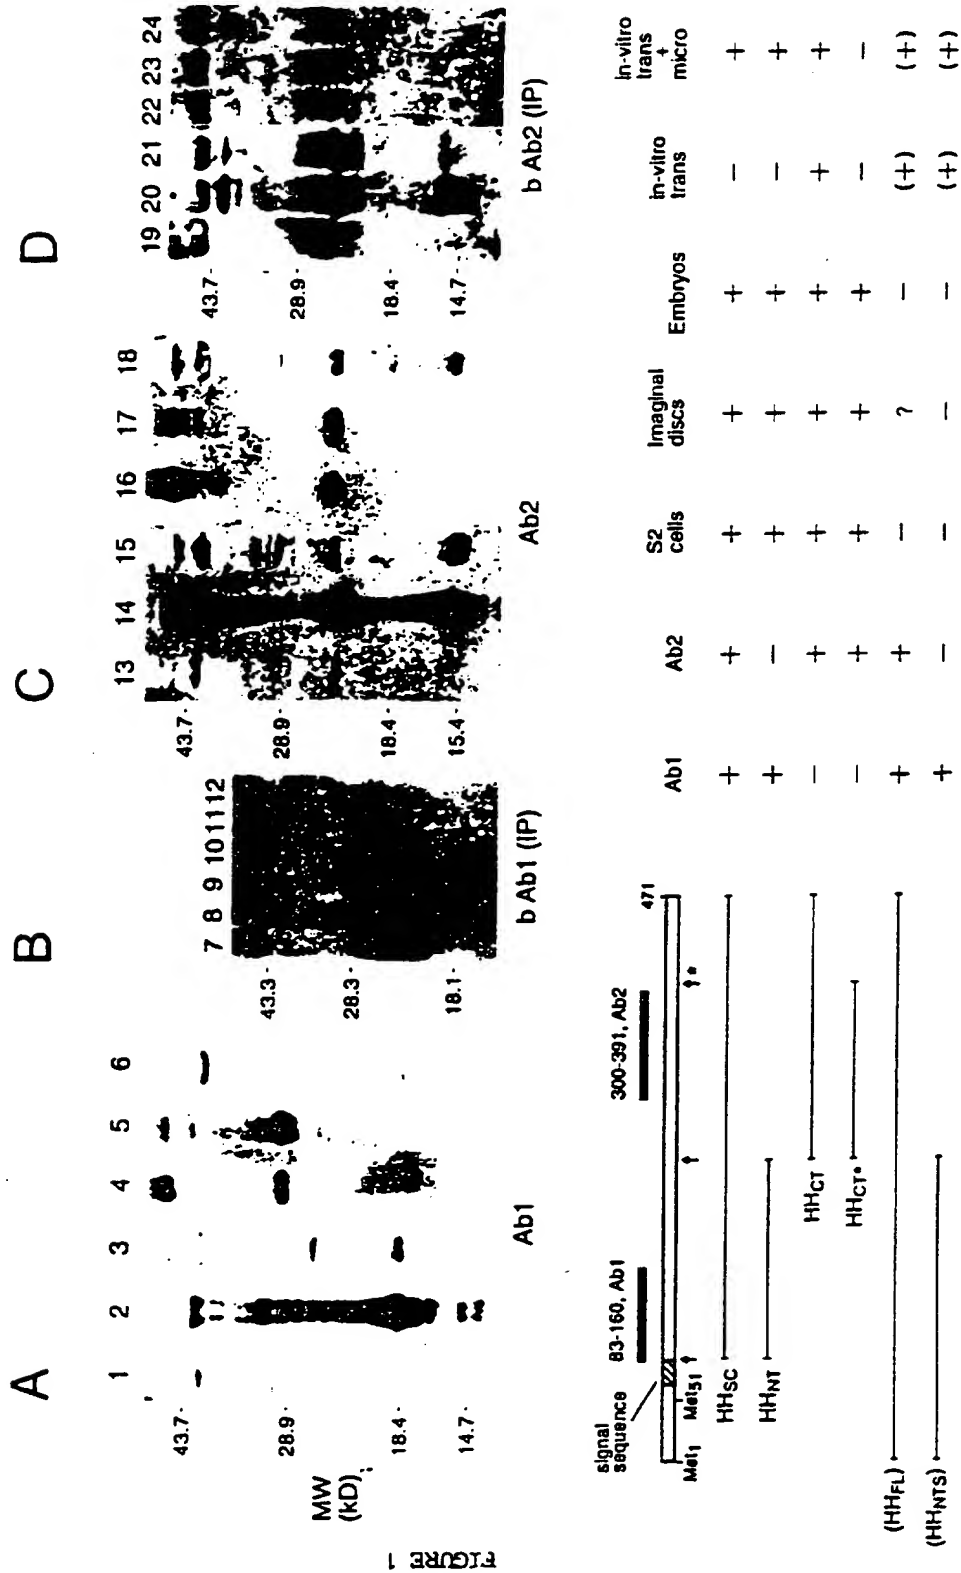 FIGURE 1
A
1 2 3 4 5 6
MW
(kD)
43.7 -
28.9 -
18.4 -
14.7 -
Ab1
B
7 8 9 10 11 12
43.3 -
28.3 -
18.1 -
b Ab1 (IP)
C
13 14 15 16 17 18
43.7 -
28.9 -
18.4 -
15.4 -
Ab2
D
19 20 21 22 23 24
43.7 -
28.9 -
18.4 -
14.7 -
b Ab2 (IP)
signal
sequence
83-160, Ab1
300-391, Ab2
471
Met1 Met51
*
Ab1 Ab2 S2 cells Imaginal discs Embryos in-vitro trans in-vitro trans + micro
HHSC + + + + + − +
HHNT + − + + + − +
HHCT − + + + + + +
HHCT* − + + + + − −
(HHFL) + + − ? − (+) (+)
(HHNTS) + − − − − (+) (+)